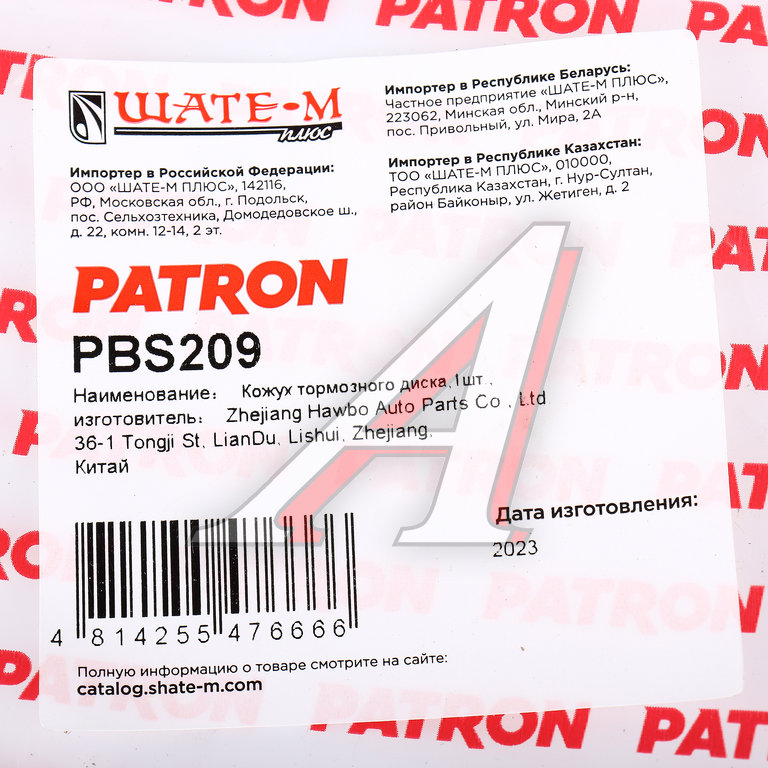 PATRON
ШАТЕ-М
плюс
Импортер в Российской Федерации:
ООО «ШАТЕ-М ПЛЮС», 142116,
РФ, Московская обл., г. Подольск,
пос. Сельхозтехника, Домодедовское ш.,
д. 22, комн. 12-14, 2 эт.
Импортер в Республике Беларусь:
Частное предприятие «ШАТЕ-М ПЛЮС»,
223062, Минская обл., Минский р-н,
пос. Привольный, ул. Мира, 2А
Импортер в Республике Казахстан:
ТОО «ШАТЕ-М ПЛЮС», 010000,
Республика Казахстан, г. Нур-Султан,
район Байконыр, ул. Жетиген, д. 2
PATRON
PBS209
Наименование: Кожух тормозного диска,1шт.,
изготовитель: Zhejiang Hawbo Auto Parts Co., Ltd
36-1 Tongji St, LianDu, Lishui, Zhejiang,
Китай
Дата изготовления:
2023
4 814255 476666
Полную информацию о товаре смотрите на сайте:
catalog.shate-m.com
PATRON
PATRON
PATRON